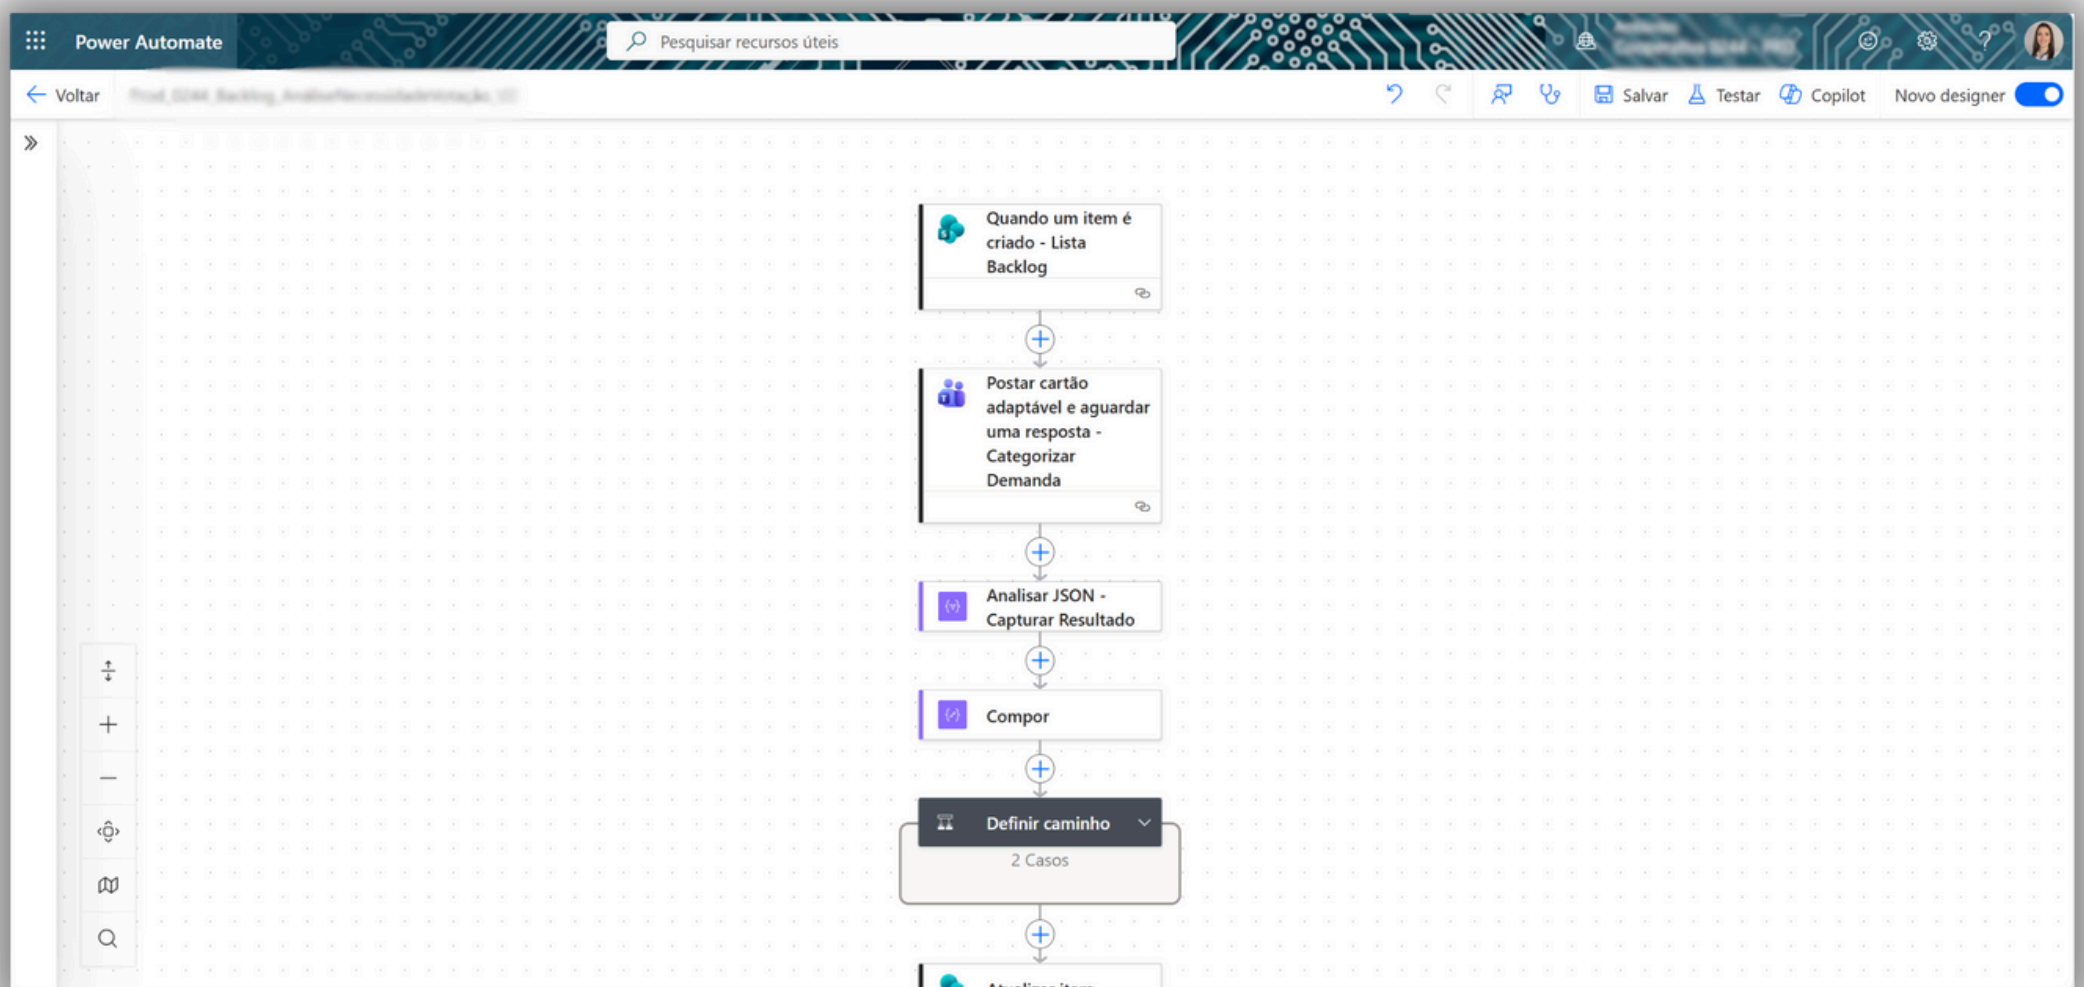 Power Automate
Pesquisar recursos úteis
Voltar
Salvar
Testar
Copilot
Novo designer
Quando um item é
criado - Lista
Backlog
Postar cartão
adaptável e aguardar
uma resposta -
Categorizar
Demanda
Analisar JSON -
Capturar Resultado
Compor
Definir caminho
2 Casos